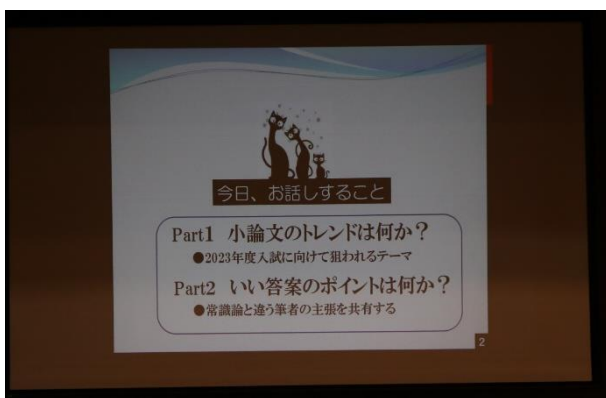 今日、お話しすること
Part1 小論文のトレンドは何か？
●2023年度入試に向けて狙われるテーマ
Part2 いい答案のポイントは何か？
●常識論と違う筆者の主張を共有する
2